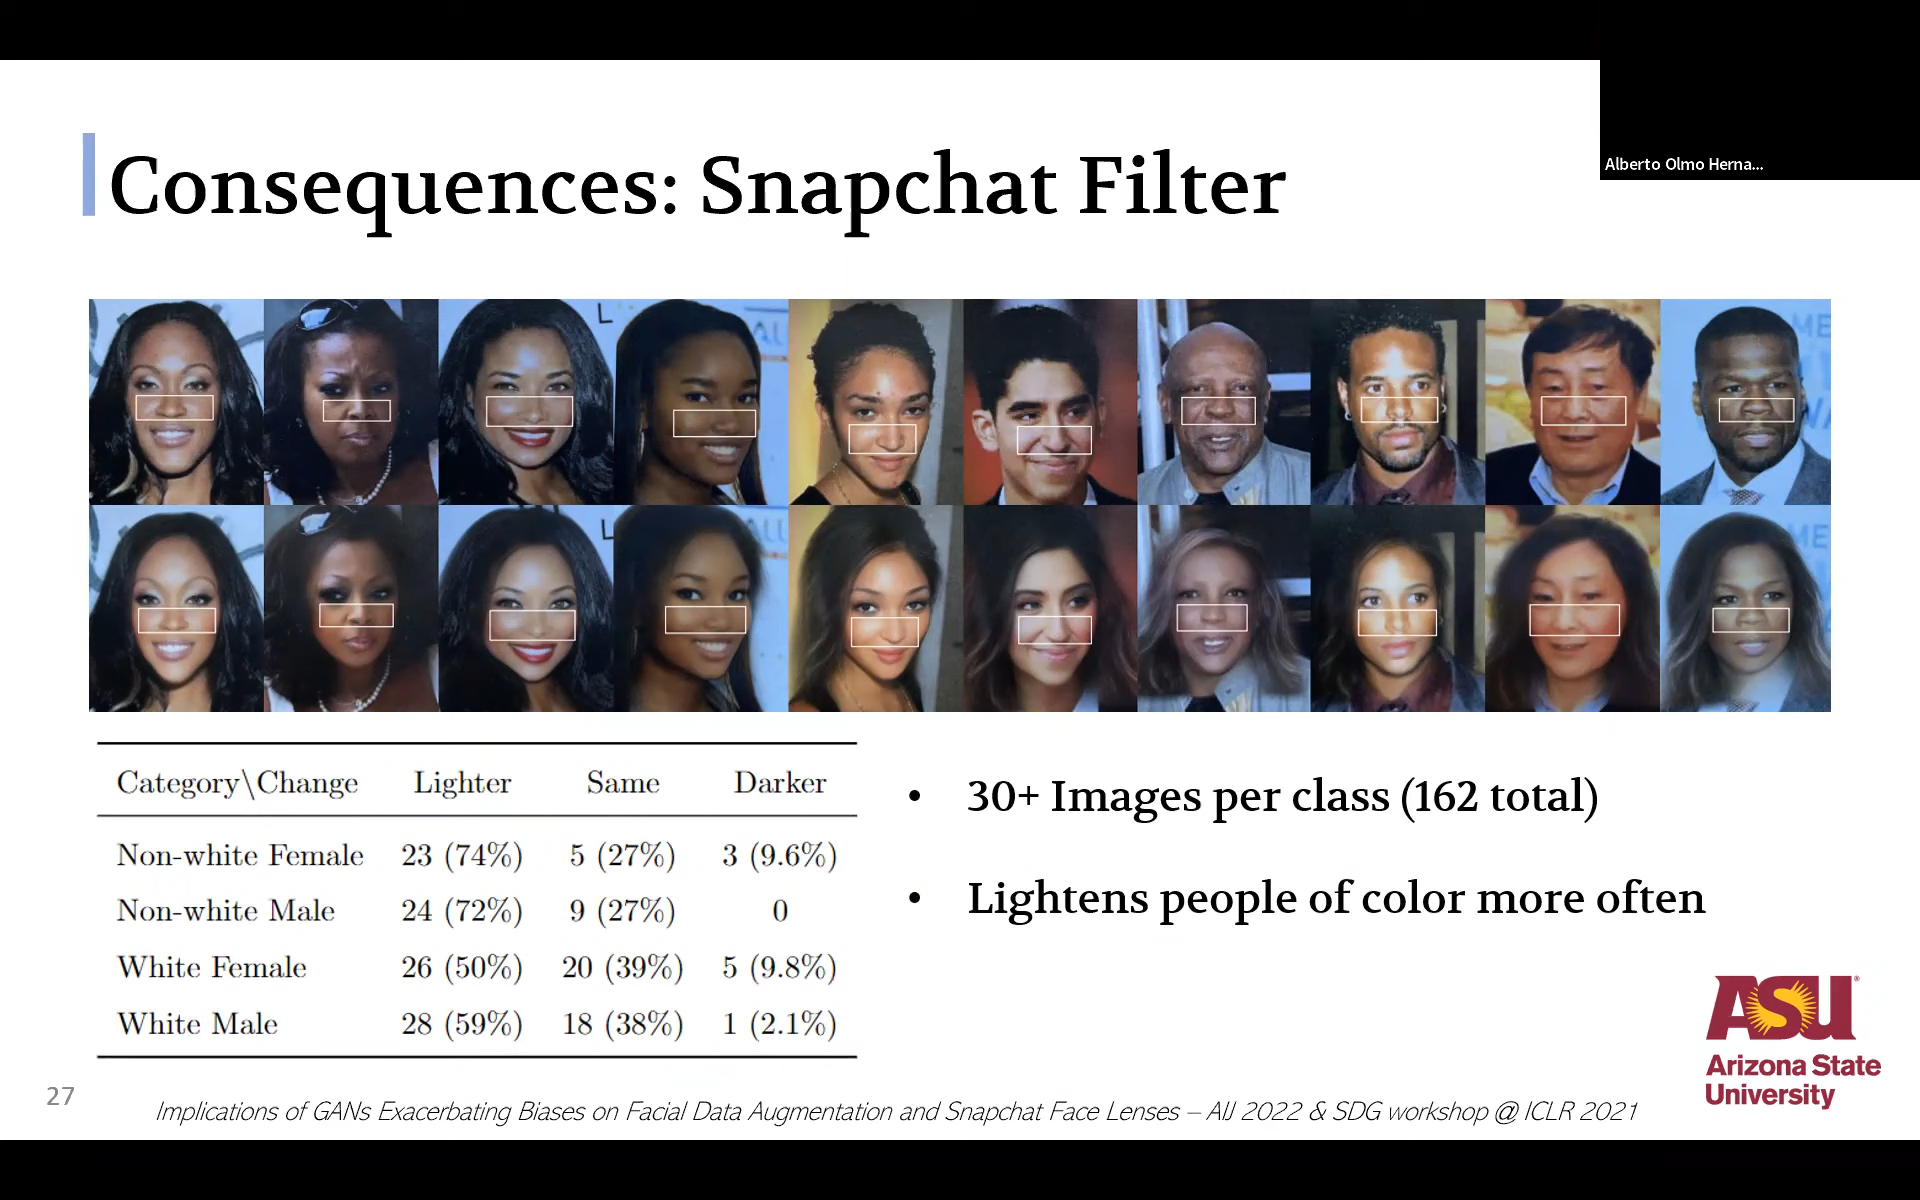 Alberto Olmo Herna...
Consequences: Snapchat Filter
Category\Change Lighter Same Darker
Non-white Female 23 (74%) 5 (27%) 3 (9.6%)
Non-white Male 24 (72%) 9 (27%) 0
White Female 26 (50%) 20 (39%) 5 (9.8%)
White Male 28 (59%) 18 (38%) 1 (2.1%)
• 30+ Images per class (162 total)
• Lightens people of color more often
ASU
Arizona State
University
27
Implications of GANs Exacerbating Biases on Facial Data Augmentation and Snapchat Face Lenses – AIJ 2022 & SDG workshop @ ICLR 2021